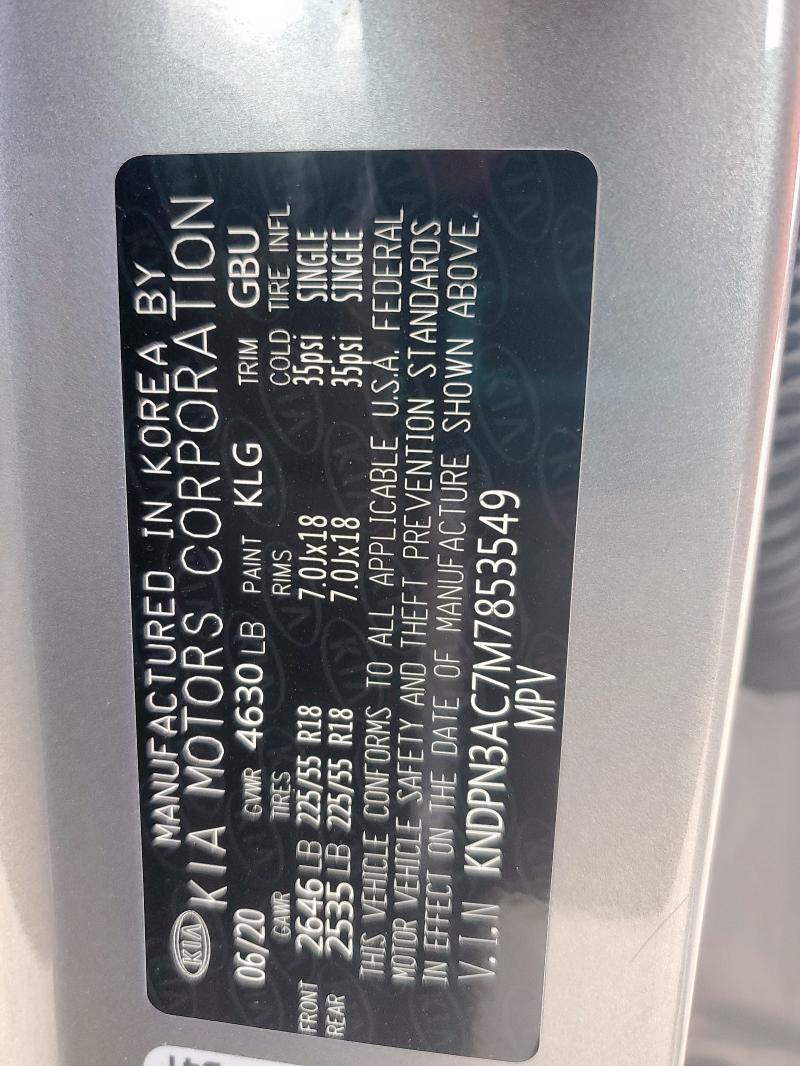 MANUFACTURED IN KOREA BY
KIA KIA MOTORS CORPORATION
06/20 GVWR 4630 LB PAINT KLG TRIM GBU
GAWR TIRES RIMS COLD TIRE INFL
FRONT 2646 LB 225/55 R18 7.0Jx18 35psi SINGLE
REAR 2535 LB 225/55 R18 7.0Jx18 35psi SINGLE
THIS VEHICLE CONFORMS TO ALL APPLICABLE U.S.A. FEDERAL
MOTOR VEHICLE SAFETY AND THEFT PREVENTION STANDARDS
IN EFFECT ON THE DATE OF MANUFACTURE SHOWN ABOVE.
V.I.N KNDPN3AC7M7853549
MPV